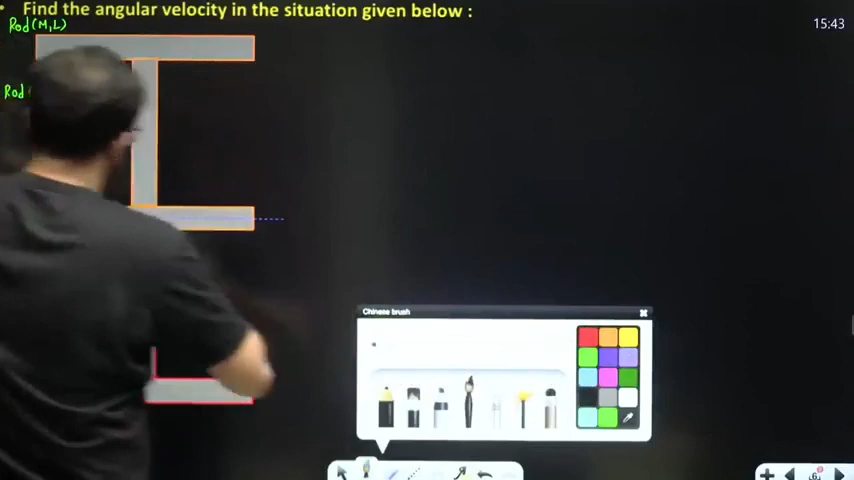 Find the angular velocity in the situation given below :
15:43
Rod (M,L)
Rod
Chinese brush